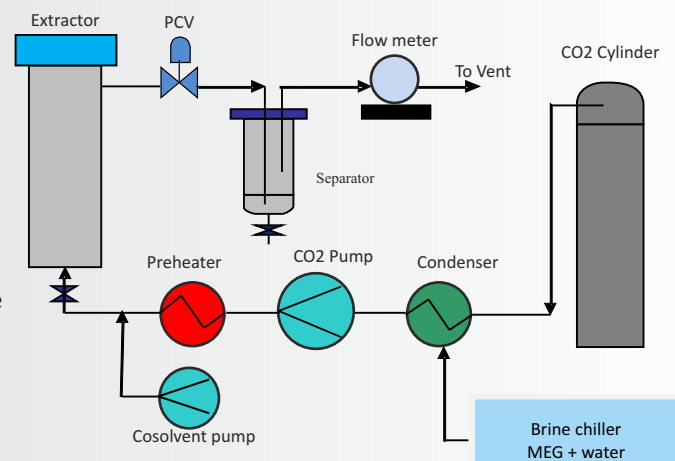 Extractor
PCV
Flow meter
To Vent
CO2 Cylinder
Separator
Preheater
CO2 Pump
Condenser
e
Cosolvent pump
Brine chiller
MEG + water